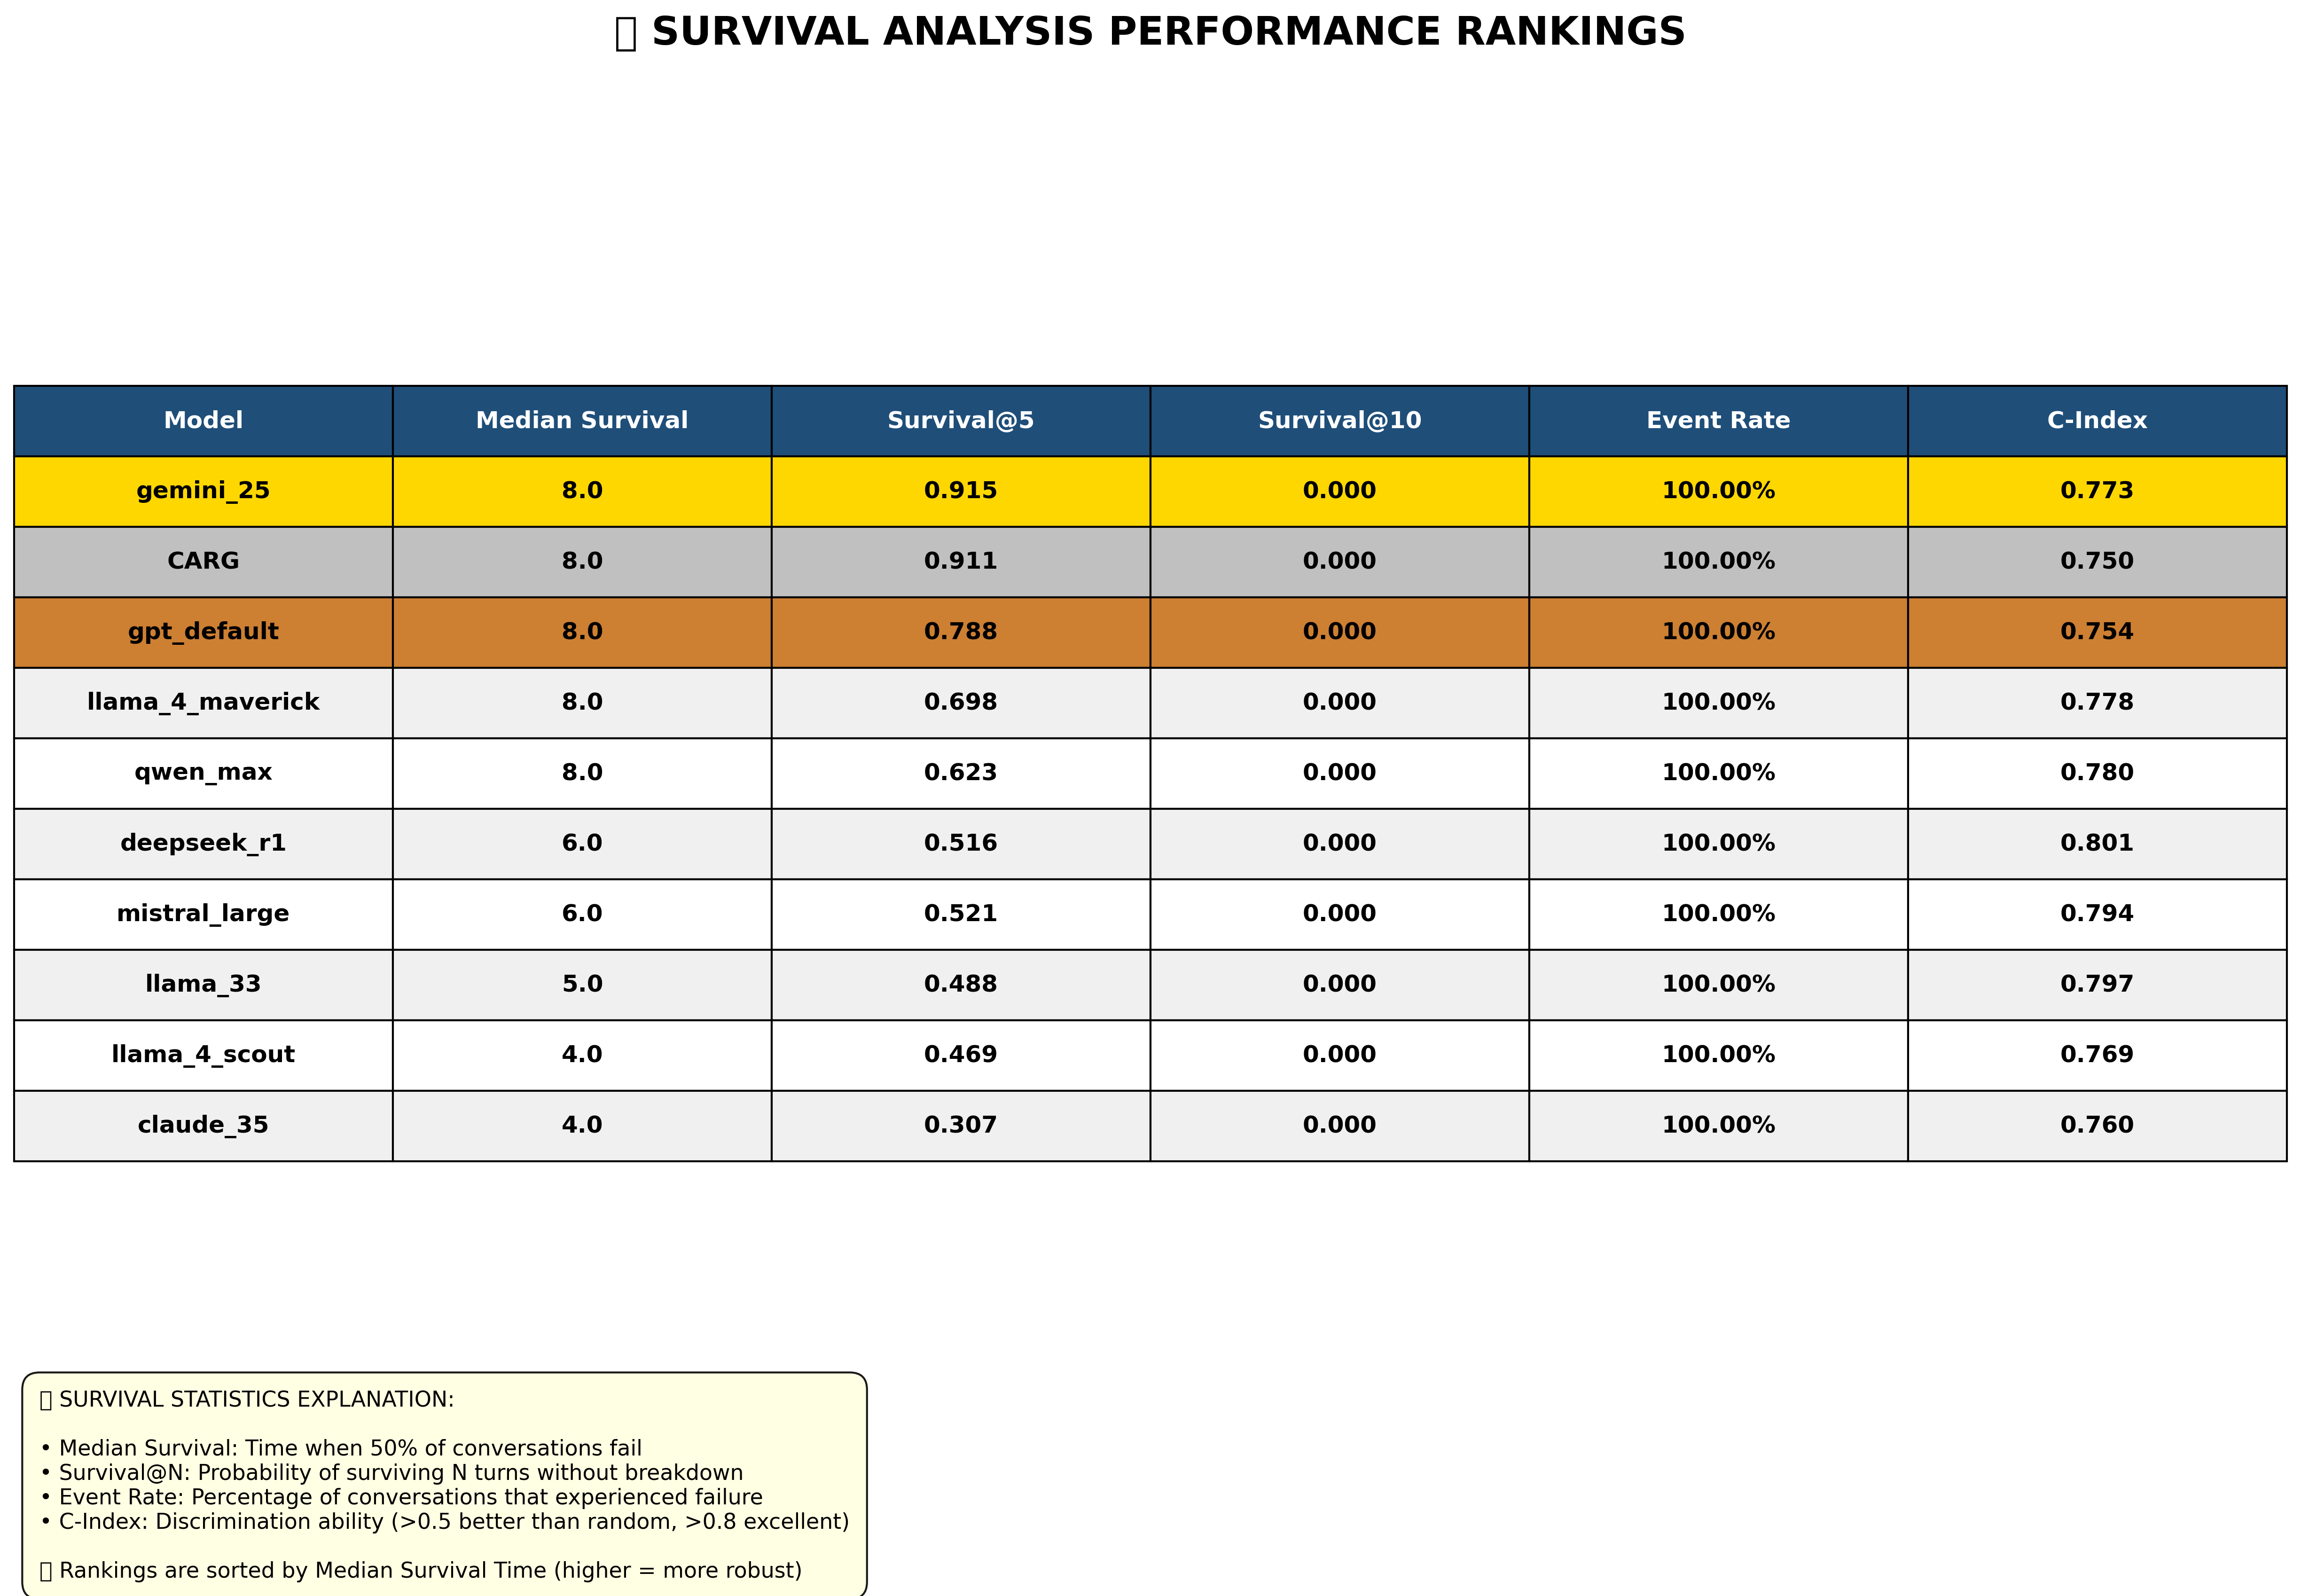 SURVIVAL ANALYSIS PERFORMANCE RANKINGS
Model Median Survival Survival@5 Survival@10 Event Rate C-Index
gemini_25 8.0 0.915 0.000 100.00% 0.773
CARG 8.0 0.911 0.000 100.00% 0.750
gpt_default 8.0 0.788 0.000 100.00% 0.754
llama_4_maverick 8.0 0.698 0.000 100.00% 0.778
qwen_max 8.0 0.623 0.000 100.00% 0.780
deepseek_r1 6.0 0.516 0.000 100.00% 0.801
mistral_large 6.0 0.521 0.000 100.00% 0.794
llama_33 5.0 0.488 0.000 100.00% 0.797
llama_4_scout 4.0 0.469 0.000 100.00% 0.769
claude_35 4.0 0.307 0.000 100.00% 0.760
SURVIVAL STATISTICS EXPLANATION:
• Median Survival: Time when 50% of conversations fail
• Survival@N: Probability of surviving N turns without breakdown
• Event Rate: Percentage of conversations that experienced failure
• C-Index: Discrimination ability (>0.5 better than random, >0.8 excellent)
Rankings are sorted by Median Survival Time (higher = more robust)